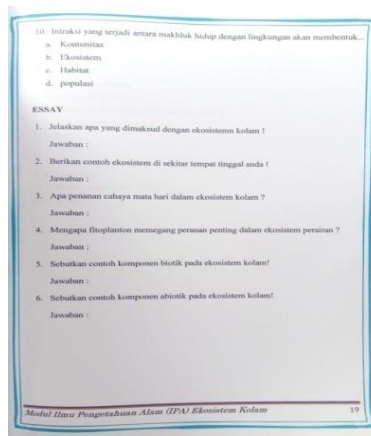 10. Intraksi yang terjadi antara makhluk hidup dengan lingkungan akan membentuk...
a. Komunitas
b. Ekosistem
c. Habitat
d. populasi
ESSAY
1. Jelaskan apa yang dimaksud dengan ekosistem kolam !
Jawaban :
2. Berikan contoh ekosistem di sekitar tempat tinggal anda !
Jawaban :
3. Apa penanan cahaya mata hari dalam ekosistem kolam ?
Jawaban :
4. Mengapa fitoplanton memegang peranan penting dalam ekosistem perairan ?
Jawaban :
5. Sebutkan contoh komponen biotik pada ekosistem kolam!
Jawaban :
6. Sebutkan contoh komponen abiotik pada ekosistem kolam!
Jawaban :
Modul Ilmu Pengetahuan Alam (IPA) Ekosistem Kolam 19